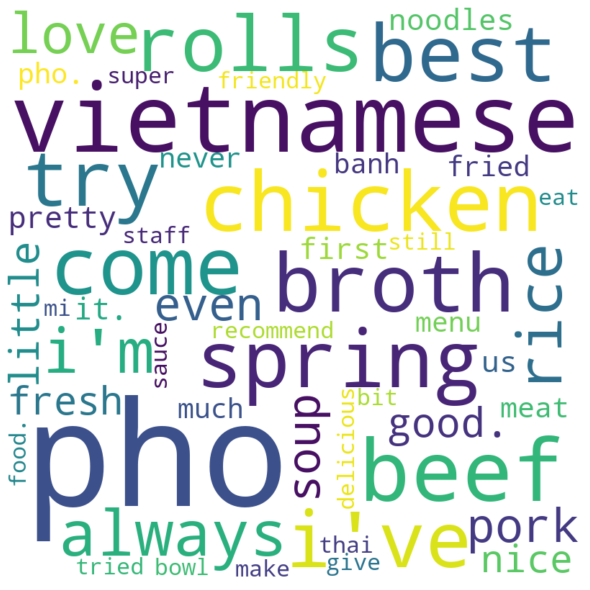 love rolls best noodles
pho. super friendly
vietnamese
try never banh fried
chicken eat
pretty staff first still
come broth rice
little mi it. even
i'm sauce recommend menu
spring us
fresh much soup delicious bit good. meat
food. pho beef
always i've pork
thai nice
tried bowl make give